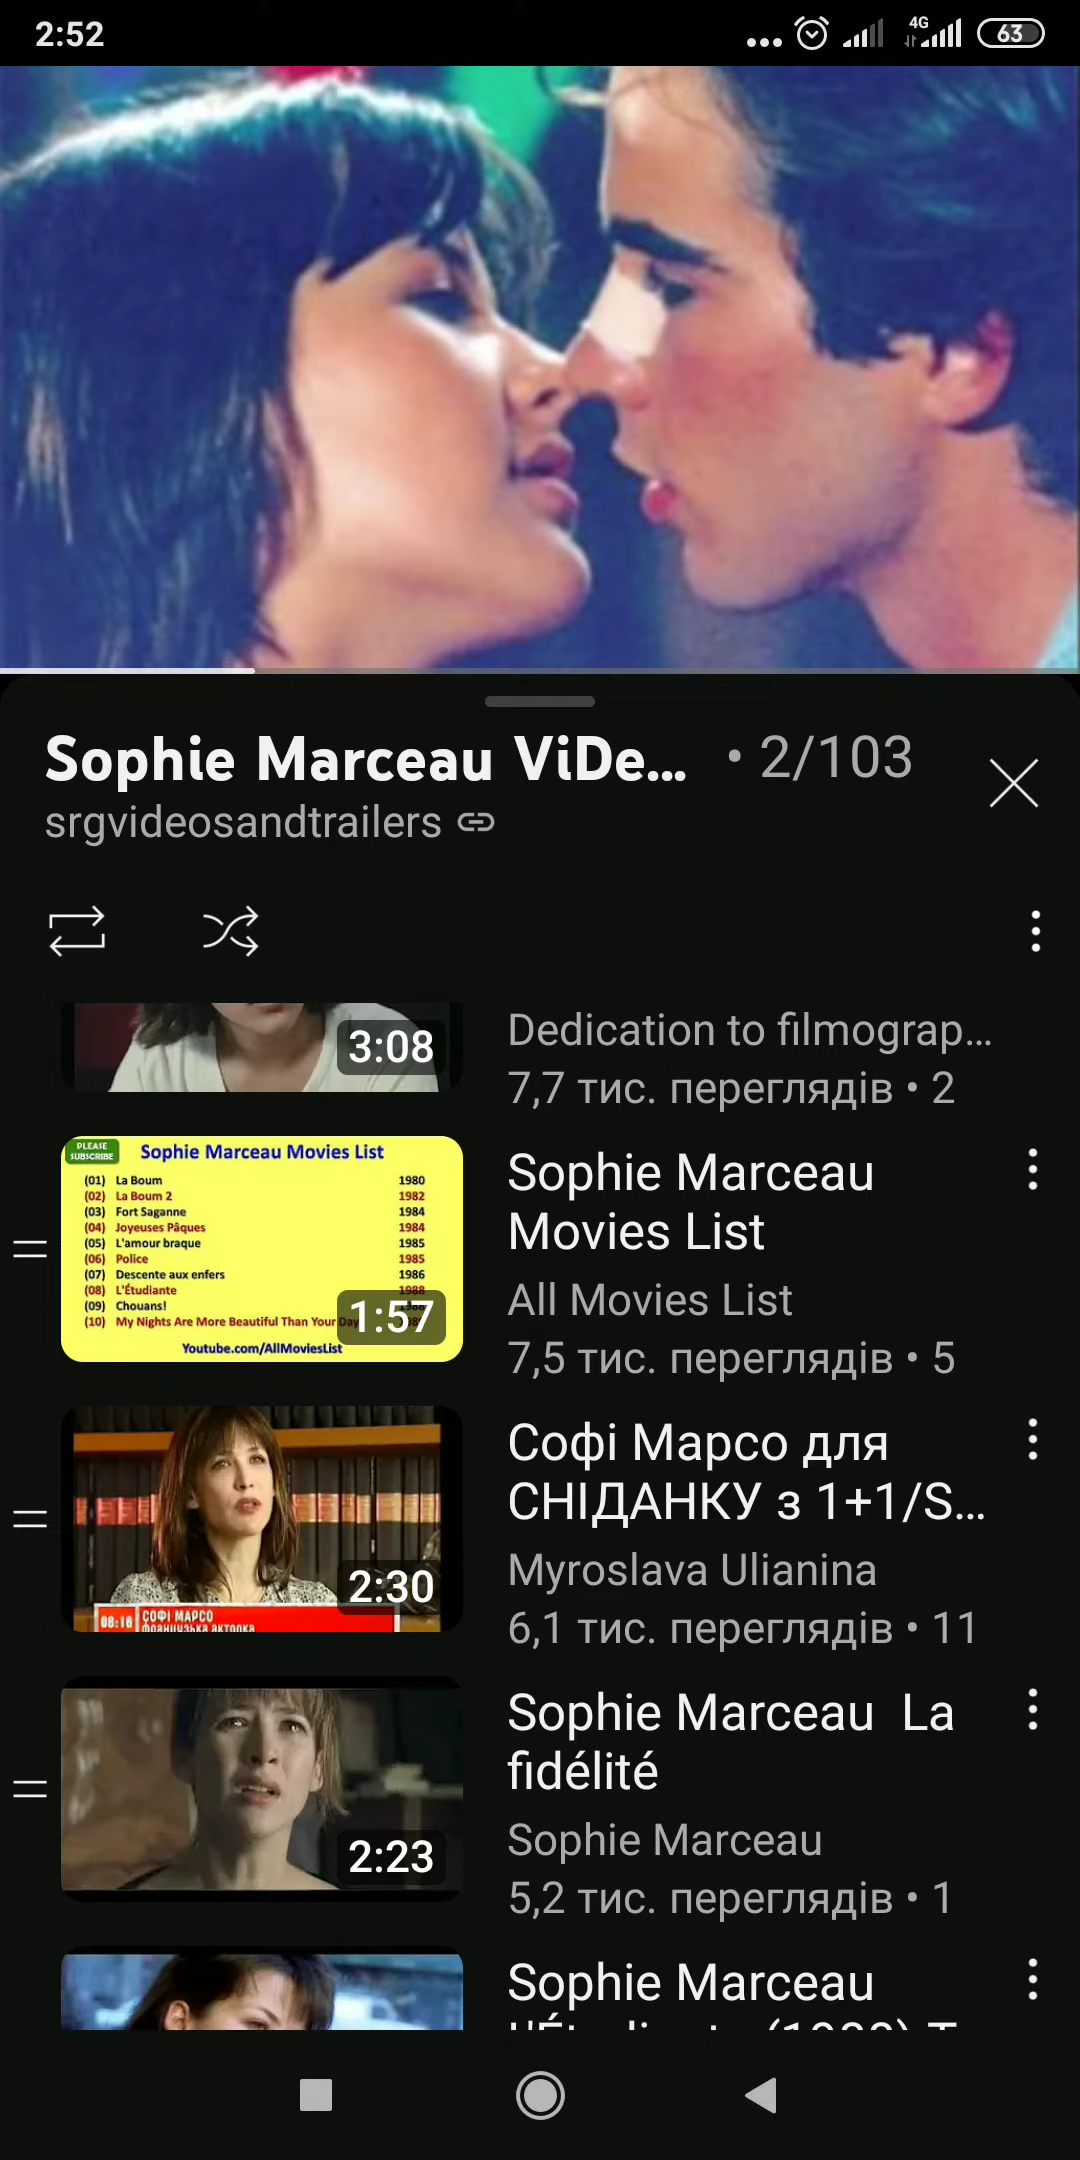 2:52
4G
63
Sophie Marceau ViDe... • 2/103
srgvideosandtrailers
3:08
Dedication to filmograp...
7,7 тис. переглядів • 2
PLEASE
SUBSCRIBE
Sophie Marceau Movies List
(01) La Boum 1980
(02) La Boum 2 1982
(03) Fort Saganne 1984
(04) Joyeuses Pâques 1984
(05) L'amour braque 1985
(06) Police 1985
(07) Descente aux enfers 1986
(08) L'Étudiante 1988
(09) Chouans!
(10) My Nights Are More Beautiful Than Your
Youtube.com/AllMoviesList
1:57
Sophie Marceau
Movies List
All Movies List
7,5 тис. переглядів • 5
08:16 СОФІ МАРСО
французька акторка
2:30
Софі Марсо для
СНІДАНКУ з 1+1/S...
Myroslava Ulianina
6,1 тис. переглядів • 11
2:23
Sophie Marceau La
fidélité
Sophie Marceau
5,2 тис. переглядів • 1
Sophie Marceau